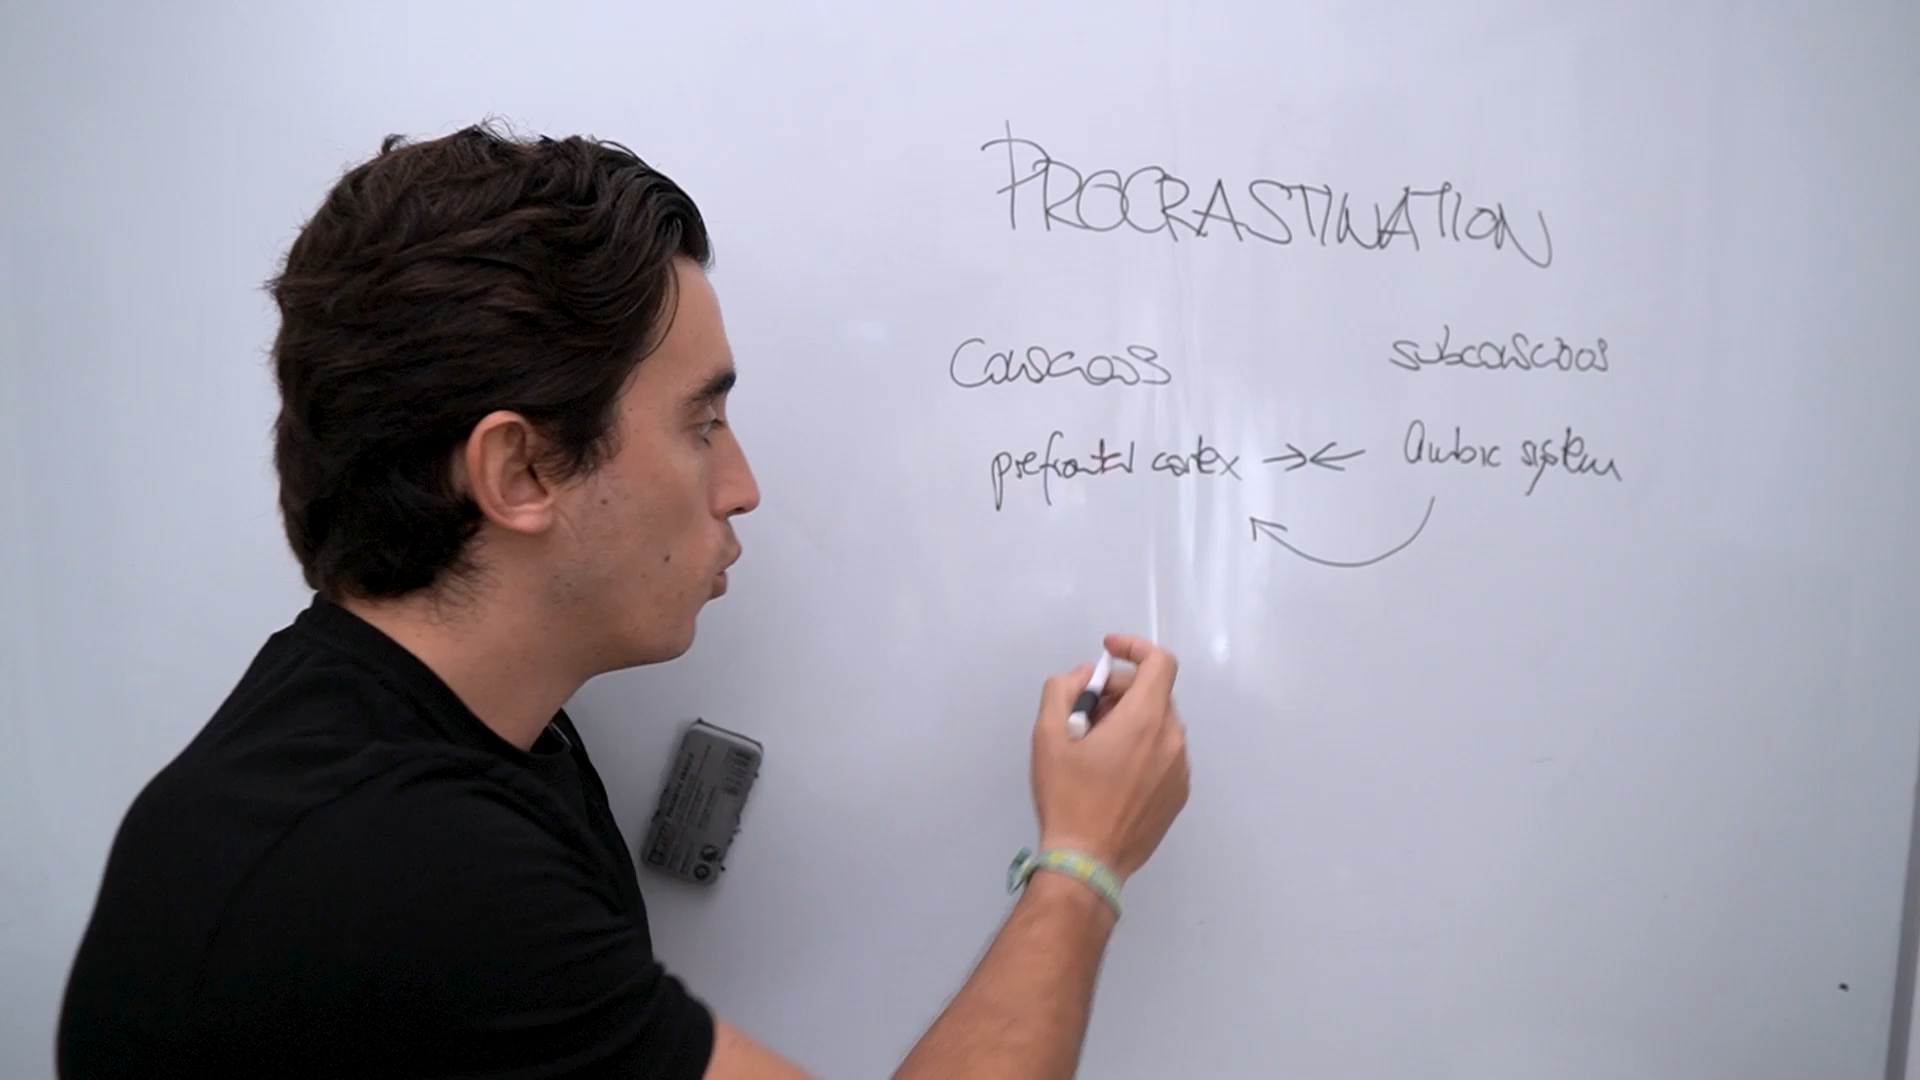 PROCRASTINATION
Conscious subconscious
prefrontal cortex →← limbic system